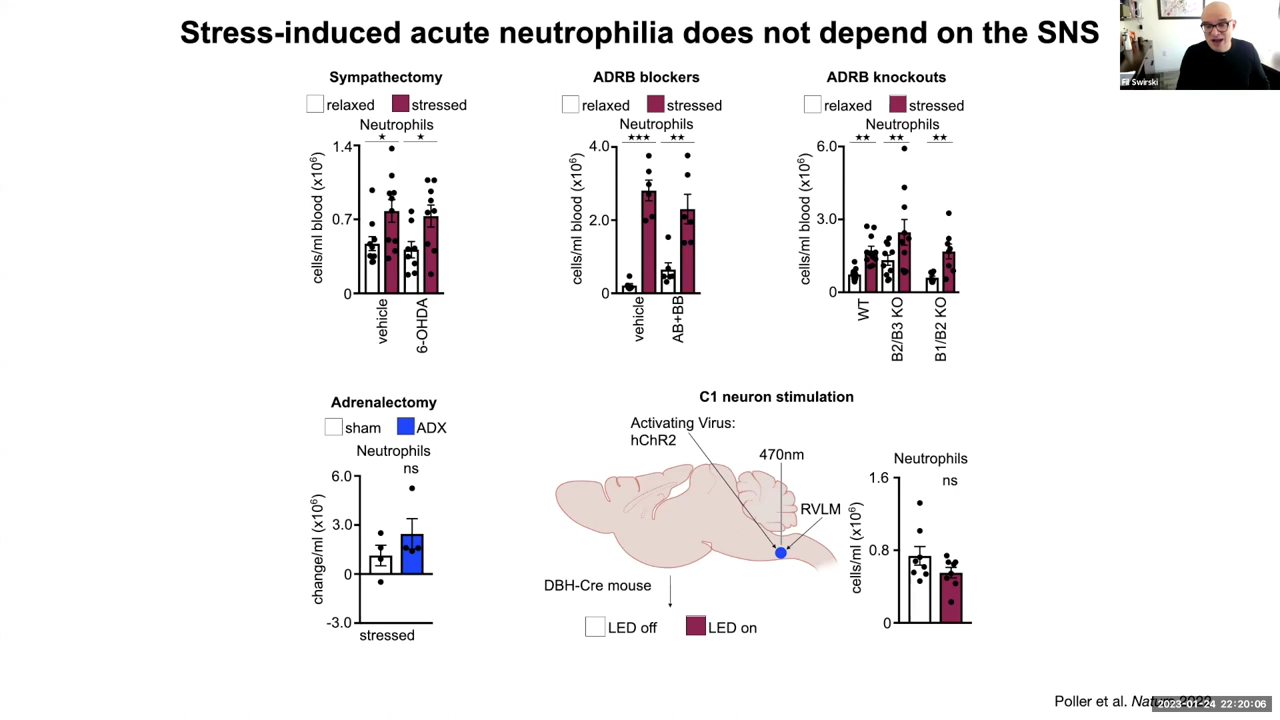 Stress-induced acute neutrophilia does not depend on the SNS
Fil Swirski
Sympathectomy
relaxed stressed
Neutrophils
★ ★
1.4
0.7
0
cells/ml blood (x10⁶)
vehicle
6-OHDA
ADRB blockers
relaxed stressed
Neutrophils
★★★ ★★
4.0
2.0
0
cells/ml blood (x10⁶)
vehicle
AB+BB
ADRB knockouts
relaxed stressed
Neutrophils
★★ ★★ ★★
6.0
3.0
0
cells/ml blood (x10⁶)
WT
B2/B3 KO
B1/B2 KO
Adrenalectomy
sham ADX
Neutrophils
ns
6.0
3.0
0
-3.0
change/ml (x10⁶)
stressed
C1 neuron stimulation
Activating Virus:
hChR2
470nm
RVLM
DBH-Cre mouse
LED off LED on
Neutrophils
ns
1.6
0.8
0
cells/ml (x10⁶)
Poller et al. Nature 2022
2023-01-24 22:20:06